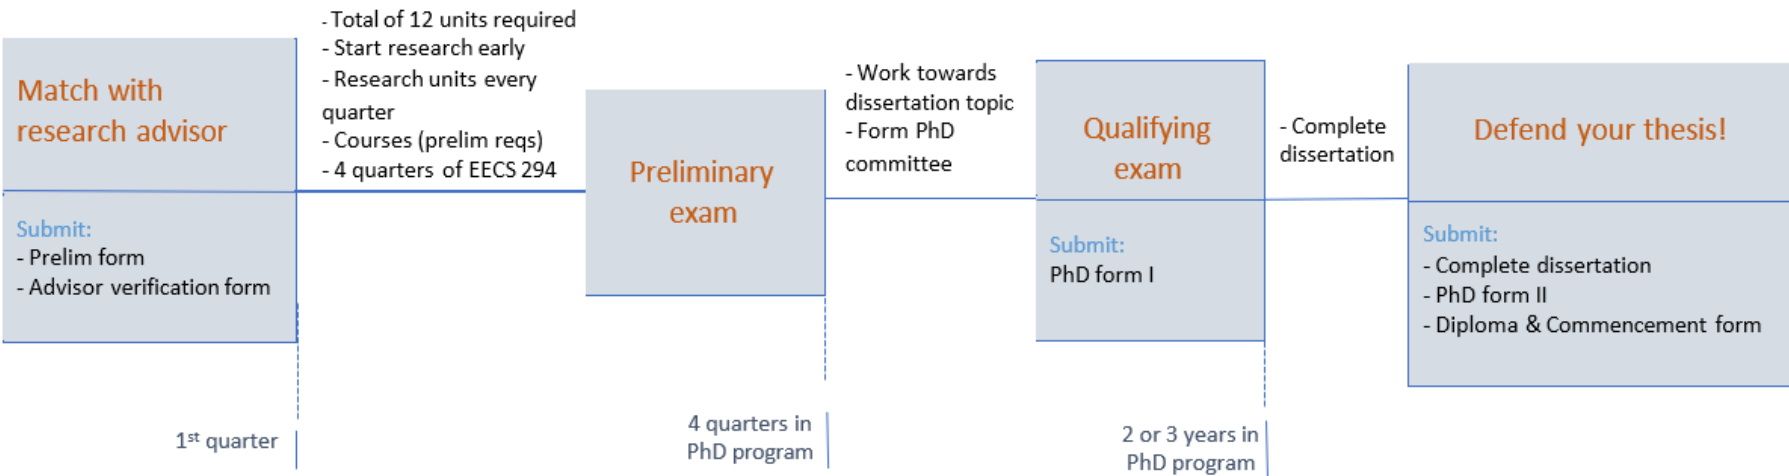 Match with
research advisor
Submit:
- Prelim form
- Advisor verification form
1st quarter
- Total of 12 units required
- Start research early
- Research units every
quarter
- Courses (prelim reqs)
- 4 quarters of EECS 294
Preliminary
exam
4 quarters in
PhD program
- Work towards
dissertation topic
- Form PhD
committee
Qualifying
exam
Submit:
PhD form I
2 or 3 years in
PhD program
- Complete
dissertation
Defend your thesis!
Submit:
- Complete dissertation
- PhD form II
- Diploma & Commencement form